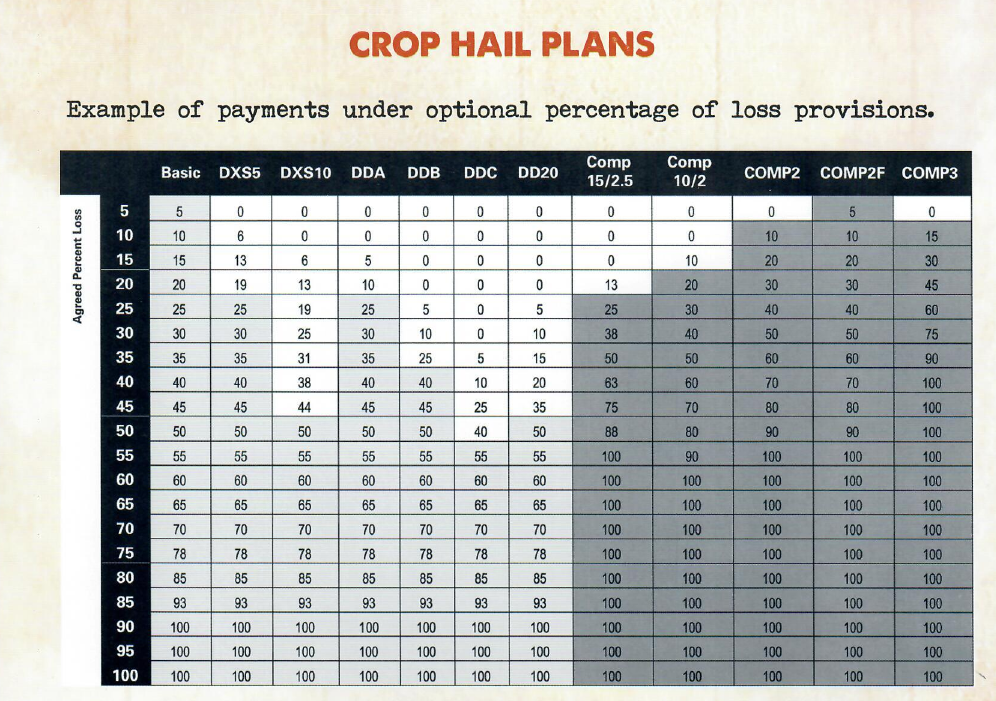 CROP HAIL PLANS
Example of payments under optional percentage of loss provisions.
Basic DXS5 DXS10 DDA DDB DDC DD20 Comp 15/2.5 Comp 10/2 COMP2 COMP2F COMP3
Agreed Percent Loss
5 5 0 0 0 0 0 0 0 0 0 5 0
10 10 6 0 0 0 0 0 0 0 10 10 15
15 15 13 6 5 0 0 0 0 10 20 20 30
20 20 19 13 10 0 0 0 13 20 30 30 45
25 25 25 19 25 5 0 5 25 30 40 40 60
30 30 30 25 30 10 0 10 38 40 50 50 75
35 35 35 31 35 25 5 15 50 50 60 60 90
40 40 40 38 40 40 10 20 63 60 70 70 100
45 45 45 44 45 45 25 35 75 70 80 80 100
50 50 50 50 50 50 40 50 88 80 90 90 100
55 55 55 55 55 55 55 55 100 90 100 100 100
60 60 60 60 60 60 60 60 100 100 100 100 100
65 65 65 65 65 65 65 65 100 100 100 100 100
70 70 70 70 70 70 70 70 100 100 100 100 100
75 78 78 78 78 78 78 78 100 100 100 100 100
80 85 85 85 85 85 85 85 100 100 100 100 100
85 93 93 93 93 93 93 93 100 100 100 100 100
90 100 100 100 100 100 100 100 100 100 100 100 100
95 100 100 100 100 100 100 100 100 100 100 100 100
100 100 100 100 100 100 100 100 100 100 100 100 100